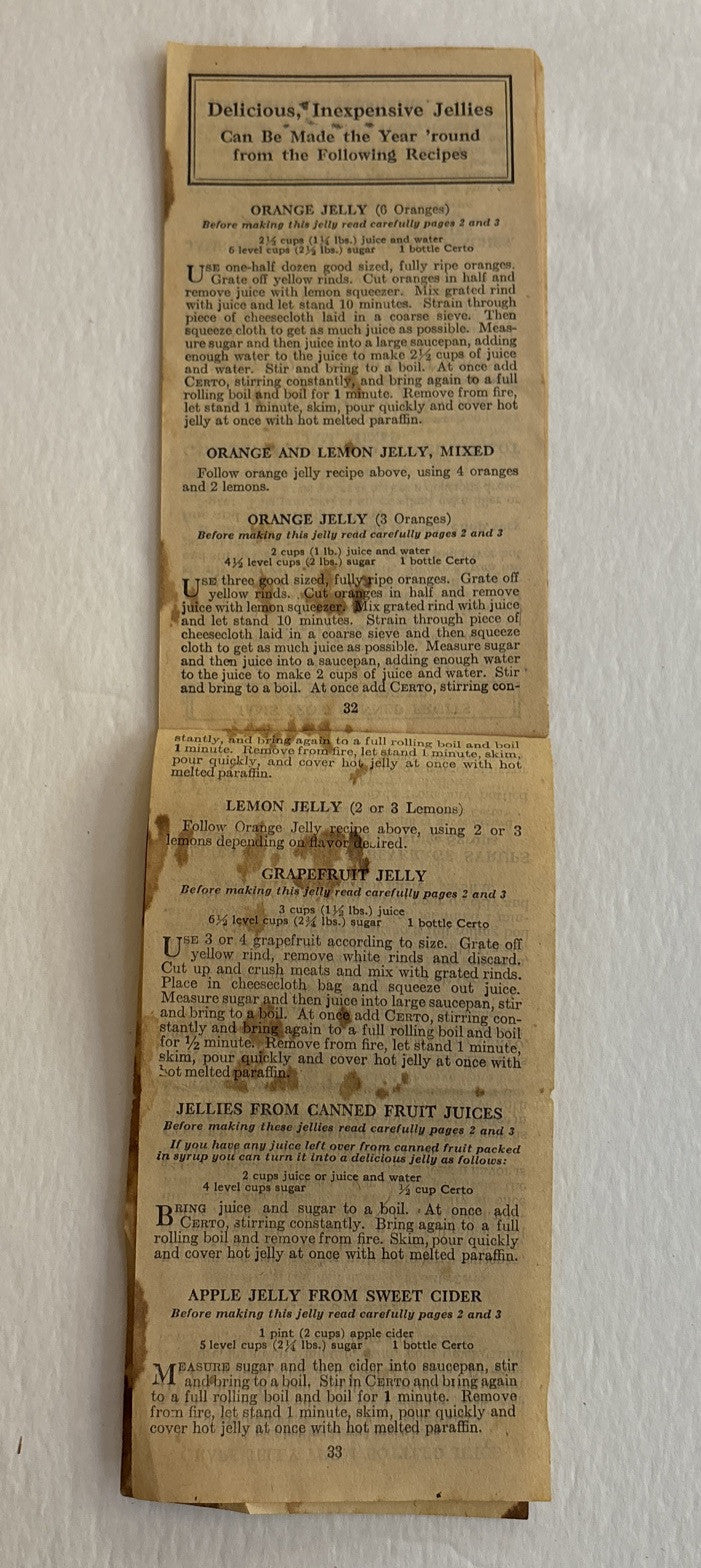 Delicious, Inexpensive Jellies
Can Be Made the Year 'round
from the Following Recipes
ORANGE JELLY (6 Oranges)
Before making this jelly read carefully pages 2 and 3
2½ cups (1¼ lbs.) juice and water
6 level cups (2½ lbs.) sugar 1 bottle Certo
USE one-half dozen good sized, fully ripe oranges.
Grate off yellow rinds. Cut oranges in half and
remove juice with lemon squeezer. Mix grated rind
with juice and let stand 10 minutes. Strain through
piece of cheesecloth laid in a coarse sieve. Then
squeeze cloth to get as much juice as possible. Meas-
ure sugar and then juice into a large saucepan, adding
enough water to the juice to make 2½ cups of juice
and water. Stir and bring to a boil. At once add
CERTO, stirring constantly, and bring again to a full
rolling boil and boil for 1 minute. Remove from fire,
let stand 1 minute, skim, pour quickly and cover hot
jelly at once with hot melted paraffin.
ORANGE AND LEMON JELLY, MIXED
Follow orange jelly recipe above, using 4 oranges
and 2 lemons.
ORANGE JELLY (3 Oranges)
Before making this jelly read carefully pages 2 and 3
2 cups (1 lb.) juice and water
4½ level cups (2 lbs.) sugar 1 bottle Certo
USE three good sized, fully ripe oranges. Grate off
yellow rinds. Cut oranges in half and remove
juice with lemon squeezer. Mix grated rind with juice
and let stand 10 minutes. Strain through piece of
cheesecloth laid in a coarse sieve and then squeeze
cloth to get as much juice as possible. Measure sugar
and then juice into a saucepan, adding enough water
to the juice to make 2 cups of juice and water. Stir
and bring to a boil. At once add CERTO, stirring con-
32
stantly, and bring again to a full rolling boil and boil
1 minute. Remove from fire, let stand 1 minute, skim,
pour quickly, and cover hot jelly at once with hot
melted paraffin.
LEMON JELLY (2 or 3 Lemons)
Follow Orange Jelly recipe above, using 2 or 3
lemons depending on flavor desired.
GRAPEFRUIT JELLY
Before making this jelly read carefully pages 2 and 3
3 cups (1½ lbs.) juice
6½ level cups (2¾ lbs.) sugar 1 bottle Certo
USE 3 or 4 grapefruit according to size. Grate off
yellow rind, remove white rinds and discard.
Cut up and crush meats and mix with grated rinds.
Place in cheesecloth bag and squeeze out juice.
Measure sugar and then juice into large saucepan, stir
and bring to a boil. At once add CERTO, stirring con-
stantly and bring again to a full rolling boil and boil
for ½ minute. Remove from fire, let stand 1 minute,
skim, pour quickly and cover hot jelly at once with
hot melted paraffin.
JELLIES FROM CANNED FRUIT JUICES
Before making these jellies read carefully pages 2 and 3
If you have any juice left over from canned fruit packed
in syrup you can turn it into a delicious jelly as follows:
2 cups juice or juice and water
4 level cups sugar ½ cup Certo
BRING juice and sugar to a boil. At once add
CERTO, stirring constantly. Bring again to a full
rolling boil and remove from fire. Skim, pour quickly
and cover hot jelly at once with hot melted paraffin.
APPLE JELLY FROM SWEET CIDER
Before making this jelly read carefully pages 2 and 3
1 pint (2 cups) apple cider
5 level cups (2¼ lbs.) sugar 1 bottle Certo
MEASURE sugar and then cider into saucepan, stir
and bring to a boil. Stir in CERTO and bring again
to a full rolling boil and boil for 1 minute. Remove
from fire, let stand 1 minute, skim, pour quickly and
cover hot jelly at once with hot melted paraffin.
33